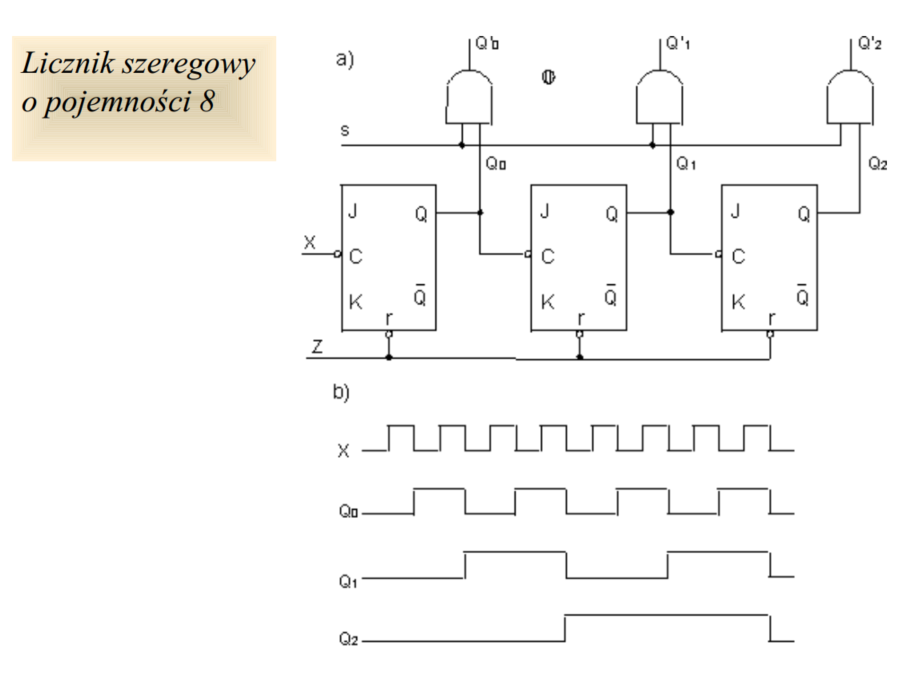 Licznik szeregowy
o pojemności 8
a)
Q'0
Q'1
Q'2
s
Q0
Q1
Q2
J Q J Q J Q
X
C C C
K Q̅ K Q̅ K Q̅
r r r
Z
b)
X
Q0
Q1
Q2